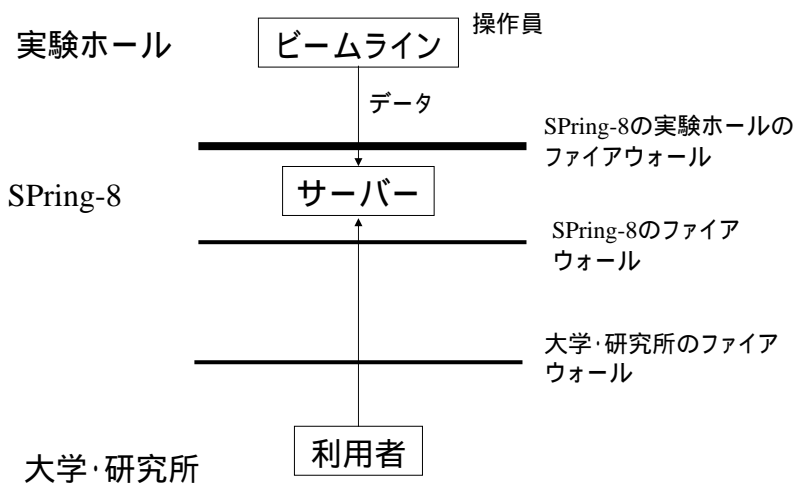 実験ホール
ビームライン
操作員
データ
SPring-8の実験ホールの
ファイアウォール
SPring-8
サーバー
SPring-8のファイア
ウォール
大学・研究所のファイア
ウォール
利用者
大学・研究所